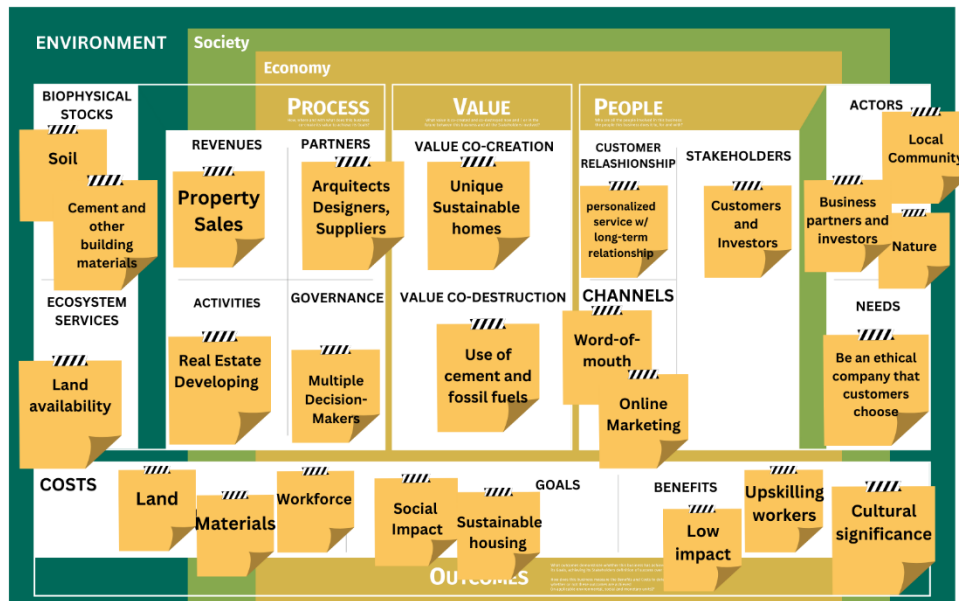 ENVIRONMENT
Society
Economy
BIOPHYSICAL
STOCKS
Soil
Cement and
other
building
materials
ECOSYSTEM
SERVICES
Land
availability
PROCESS
REVENUES
Property
Sales
PARTNERS
Arquitects
Designers,
Suppliers
ACTIVITIES
Real Estate
Developing
GOVERNANCE
Multiple
Decision-
Makers
VALUE
VALUE CO-CREATION
Unique
Sustainable
homes
VALUE CO-DESTRUCTION
Use of
cement and
fossil fuels
PEOPLE
CUSTOMER
RELASHIONSHIP
personalized
service w/
long-term
relationship
STAKEHOLDERS
Customers
and
Investors
CHANNELS
Word-of-
mouth
Online
Marketing
ACTORS
Local
Community
Business
partners and
investors
Nature
NEEDS
Be an ethical
company that
customers
choose
COSTS
Land
Materials
Workforce
GOALS
Social
Impact
Sustainable
housing
BENEFITS
Low
impact
Upskilling
workers
Cultural
significance
OUTCOMES